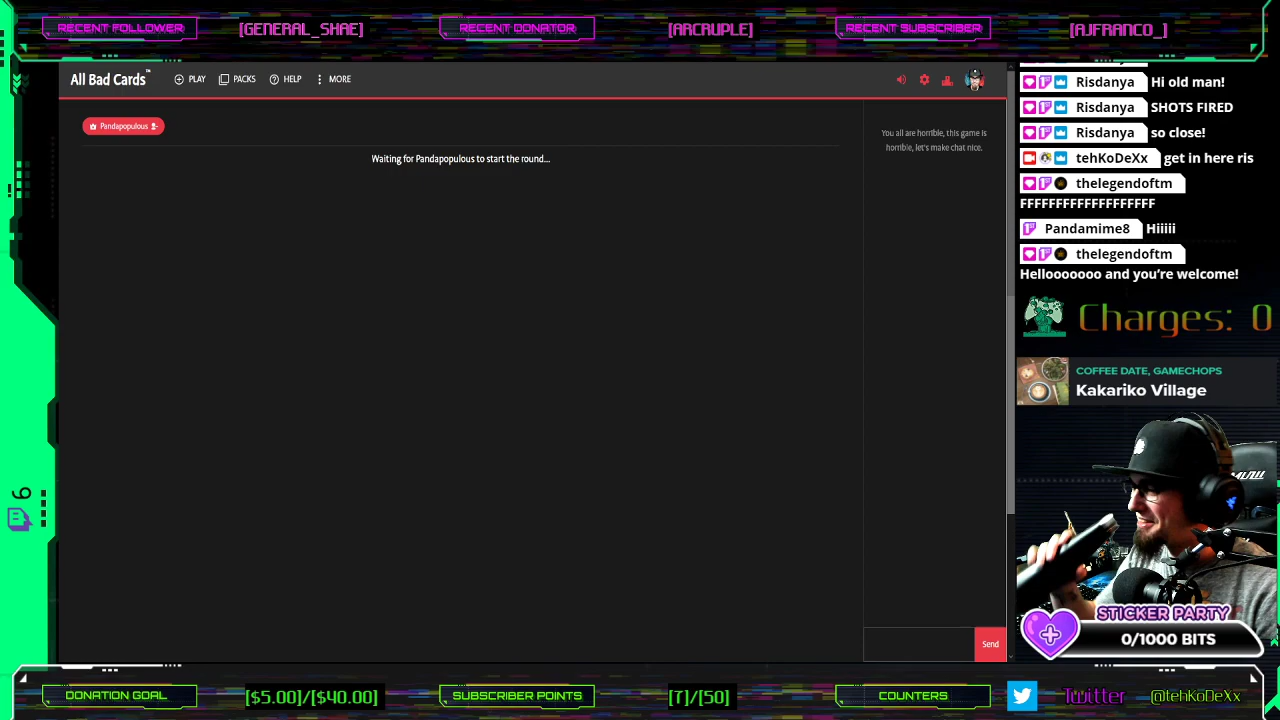 RECENT FOLLOWER
[GENERAL_SHAE]
RECENT DONATOR
[ARCRUPLE]
RECENT SUBSCRIBER
[AJFRANCO_]
All Bad Cards™
PLAY
PACKS
HELP
MORE
Pandapopulous
Waiting for Pandapopulous to start the round...
You all are horrible, this game is
horrible, let's make chat nice.
Send
Risdanya Hi old man!
Risdanya SHOTS FIRED
Risdanya so close!
tehKoDeXx get in here ris
thelegendoftm
FFFFFFFFFFFFFFFFFFF
Pandamime8 Hiiiii
thelegendoftm
Hellooooooo and you're welcome!
Charges: 0
COFFEE DATE, GAMECHOPS
Kakariko Village
STICKER PARTY
0/1000 BITS
6
DONATION GOAL
[$5.00]/[$40.00]
SUBSCRIBER POINTS
[7]/[50]
COUNTERS
Twitter
@tehKoDeXx